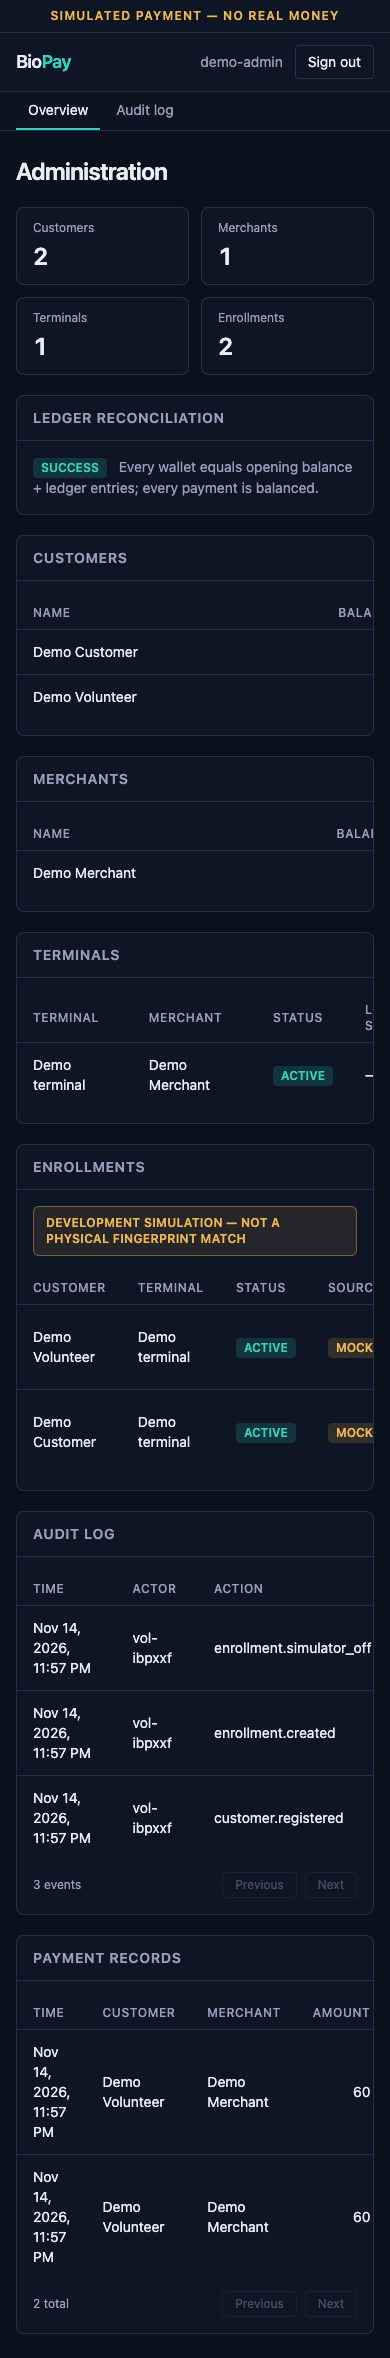 SIMULATED PAYMENT — NO REAL MONEY
BioPay demo-admin Sign out
Overview Audit log
Administration
Customers Merchants
2 1
Terminals Enrollments
1 2
LEDGER RECONCILIATION
SUCCESS Every wallet equals opening balance
+ ledger entries; every payment is balanced.
CUSTOMERS
NAME BALA
Demo Customer
Demo Volunteer
MERCHANTS
NAME BALA
Demo Merchant
TERMINALS
TERMINAL MERCHANT STATUS L
S
Demo terminal Demo Merchant ACTIVE —
ENROLLMENTS
DEVELOPMENT SIMULATION — NOT A
PHYSICAL FINGERPRINT MATCH
CUSTOMER TERMINAL STATUS SOURC
Demo Volunteer Demo terminal ACTIVE MOCK
Demo Customer Demo terminal ACTIVE MOCK
AUDIT LOG
TIME ACTOR ACTION
Nov 14, 2026, 11:57 PM vol-ibpxxf enrollment.simulator_off
Nov 14, 2026, 11:57 PM vol-ibpxxf enrollment.created
Nov 14, 2026, 11:57 PM vol-ibpxxf customer.registered
3 events Previous Next
PAYMENT RECORDS
TIME CUSTOMER MERCHANT AMOUNT
Nov 14, 2026, 11:57 PM Demo Volunteer Demo Merchant 60
Nov 14, 2026, 11:57 PM Demo Volunteer Demo Merchant 60
2 total Previous Next